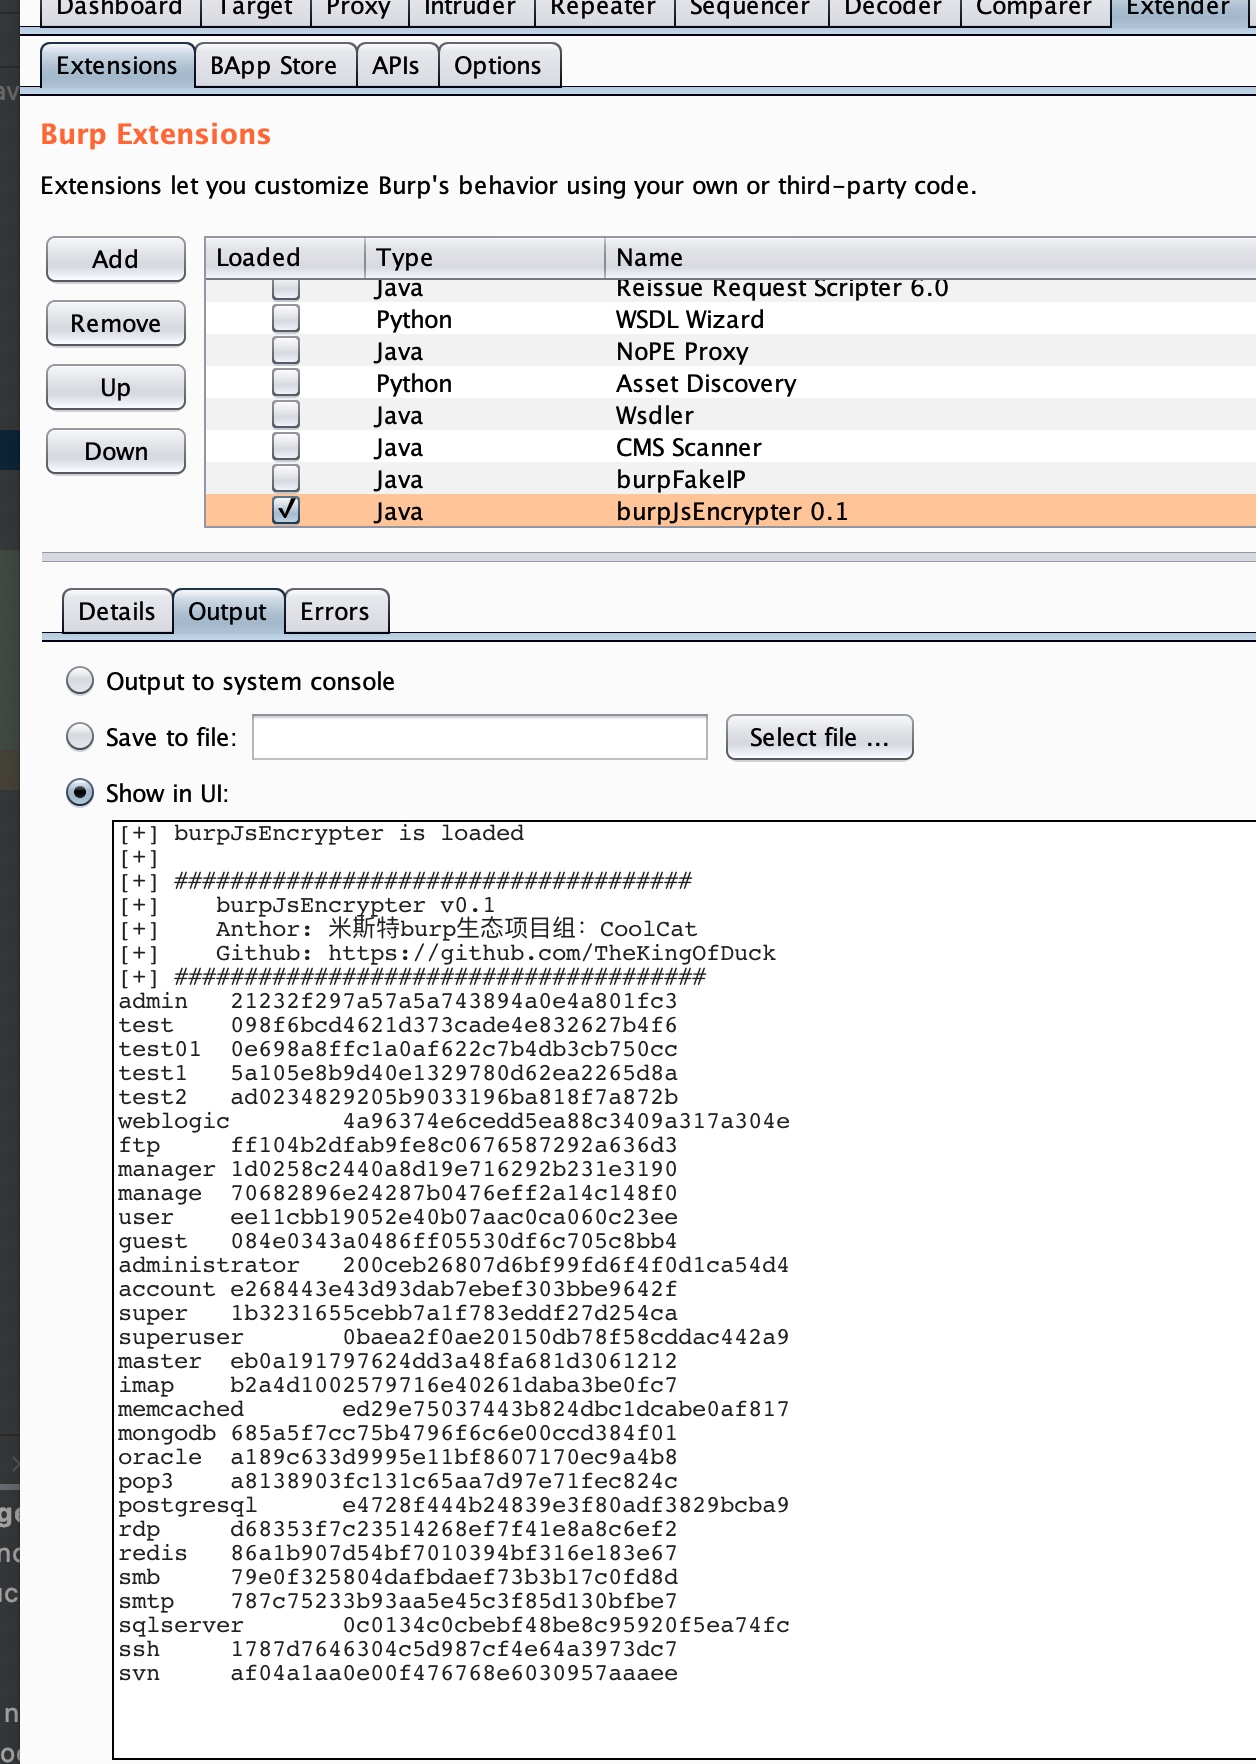 Dashboard Target Proxy Intruder Repeater Sequencer Decoder Comparer Extender
Extensions BApp Store APIs Options
Burp Extensions
Extensions let you customize Burp's behavior using your own or third-party code.
Add
Remove
Up
Down
Loaded Type Name
Java Reissue Request Scripter 6.0
Python WSDL Wizard
Java NoPE Proxy
Python Asset Discovery
Java Wsdler
Java CMS Scanner
Java burpFakeIP
Java burpJsEncrypter 0.1
Details Output Errors
Output to system console
Save to file: Select file ...
Show in UI:
[+] burpJsEncrypter is loaded
[+]
[+] #####################################
[+] burpJsEncrypter v0.1
[+] Anthor: 米斯特burp生态项目组: CoolCat
[+] Github: https://github.com/TheKingOfDuck
[+] ######################################
admin 21232f297a57a5a743894a0e4a801fc3
test 098f6bcd4621d373cade4e832627b4f6
test01 0e698a8ffc1a0af622c7b4db3cb750cc
test1 5a105e8b9d40e1329780d62ea2265d8a
test2 ad0234829205b9033196ba818f7a872b
weblogic 4a96374e6cedd5ea88c3409a317a304e
ftp ff104b2dfab9fe8c0676587292a636d3
manager 1d0258c2440a8d19e716292b231e3190
manage 70682896e24287b0476eff2a14c148f0
user ee11cbb19052e40b07aac0ca060c23ee
guest 084e0343a0486ff05530df6c705c8bb4
administrator 200ceb26807d6bf99fd6f4f0d1ca54d4
account e268443e43d93dab7ebef303bbe9642f
super 1b3231655cebb7a1f783eddf27d254ca
superuser 0baea2f0ae20150db78f58cddac442a9
master eb0a191797624dd3a48fa681d3061212
imap b2a4d1002579716e40261daba3be0fc7
memcached ed29e75037443b824dbc1dcabe0af817
mongodb 685a5f7cc75b4796f6c6e00ccd384f01
oracle a189c633d9995e11bf8607170ec9a4b8
pop3 a8138903fc131c65aa7d97e71fec824c
postgresql e4728f444b24839e3f80adf3829bcba9
rdp d68353f7c23514268ef7f41e8a8c6ef2
redis 86a1b907d54bf7010394bf316e183e67
smb 79e0f325804dafbdaef73b3b17c0fd8d
smtp 787c75233b93aa5e45c3f85d130bfbe7
sqlserver 0c0134c0cbebf48be8c95920f5ea74fc
ssh 1787d7646304c5d987cf4e64a3973dc7
svn af04a1aa0e00f476768e6030957aaaee